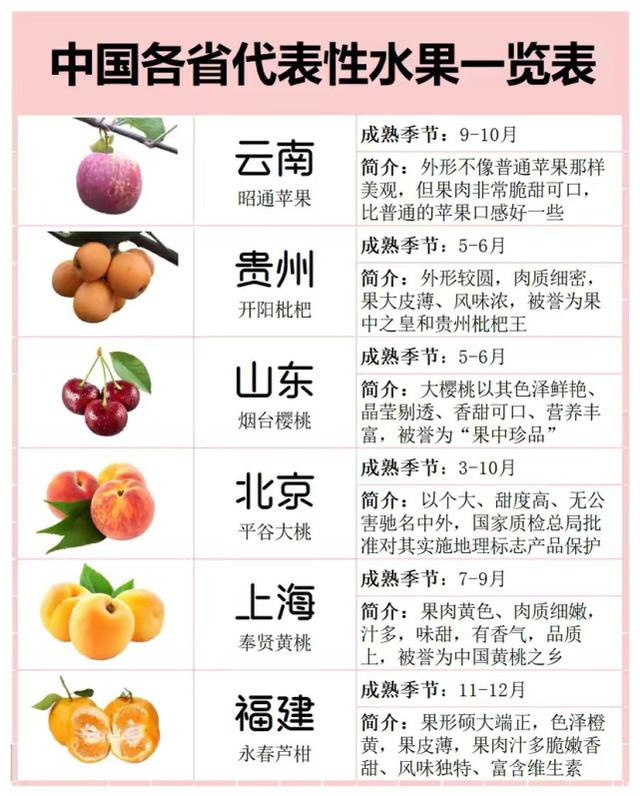 中国各省代表性水果一览表
云南
昭通苹果
成熟季节：9-10月
简介：外形不像普通苹果那样
美观，但果肉非常脆甜可口，
比普通的苹果口感好一些
贵州
开阳枇杷
成熟季节：5-6月
简介：外形较圆，肉质细密，
果大皮薄、风味浓，被誉为果
中之皇和贵州枇杷王
山东
烟台樱桃
成熟季节：5-6月
简介：大樱桃以其色泽鲜艳、
晶莹剔透、香甜可口、营养丰
富，被誉为“果中珍品”
北京
平谷大桃
成熟季节：3-10月
简介：以个大、甜度高、无公
害驰名中外，国家质检总局批
准对其实施地理标志产品保护
上海
奉贤黄桃
成熟季节：7-9月
简介：果肉黄色、肉质细嫩，
汁多，味甜，有香气，品质
上，被誉为中国黄桃之乡
福建
永春芦柑
成熟季节：11-12月
简介：果形硕大端正，色泽橙
黄，果皮薄，果肉汁多脆嫩香
甜、风味独特、富含维生素